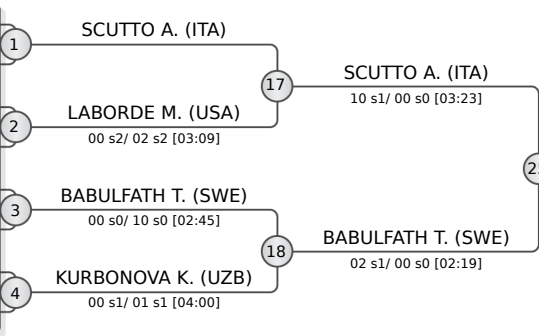 SCUTTO A. (ITA)
1
17
SCUTTO A. (ITA)
10 s1/ 00 s0 [03:23]
LABORDE M. (USA)
2
00 s2/ 02 s2 [03:09]
BABULFATH T. (SWE)
3
00 s0/ 10 s0 [02:45]
18
BABULFATH T. (SWE)
02 s1/ 00 s0 [02:19]
KURBONOVA K. (UZB)
4
00 s1/ 01 s1 [04:00]